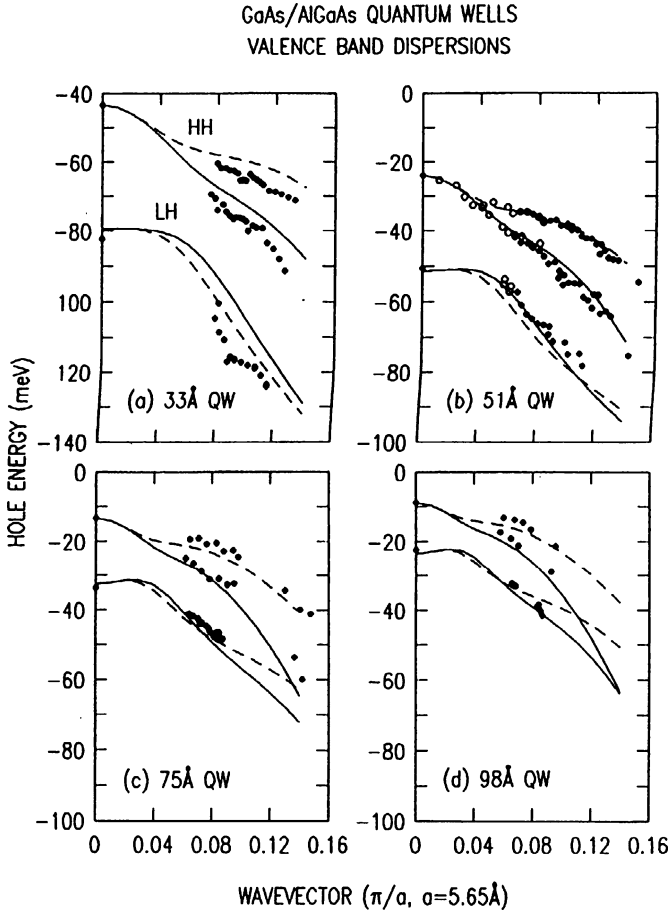 GaAs/AlGaAs QUANTUM WELLS
VALENCE BAND DISPERSIONS
-40
-60
-80
100
120
-140
HH
LH
(a) 33Å QW
0
-20
-40
-60
-80
-100
(b) 51Å QW
HOLE ENERGY (meV)
0
-20
-40
-60
-80
-100
(c) 75Å QW
0 0.04 0.08 0.12 0.16
0
-20
-40
-60
-80
-100
(d) 98Å QW
0 0.04 0.08 0.12 0.16
WAVEVECTOR (π/a, a=5.65Å)